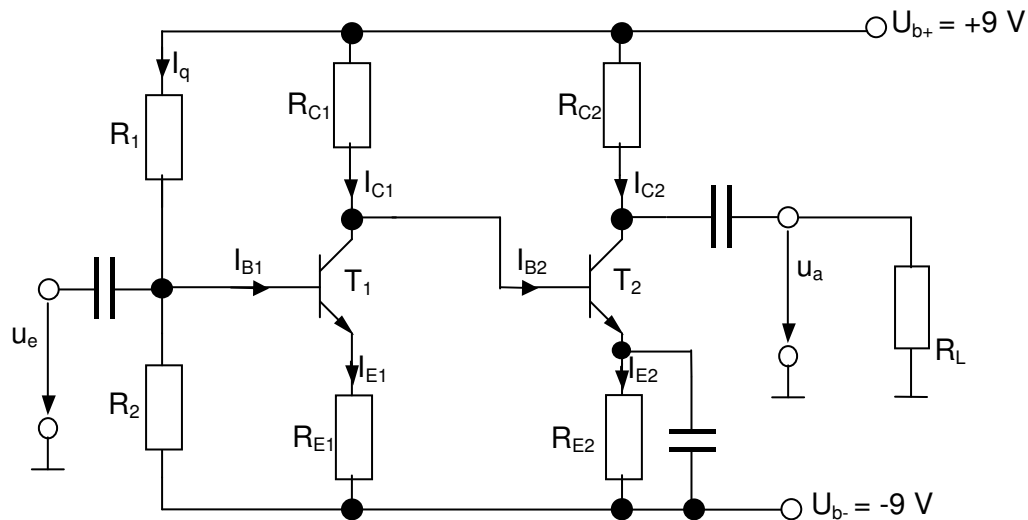 U_b+ = +9 V
I_q
R_C1
R_C2
R_1
I_C1
I_C2
I_B1
T_1
I_B2
T_2
u_a
u_e
I_E1
I_E2
R_L
R_2
R_E1
R_E2
U_b- = -9 V